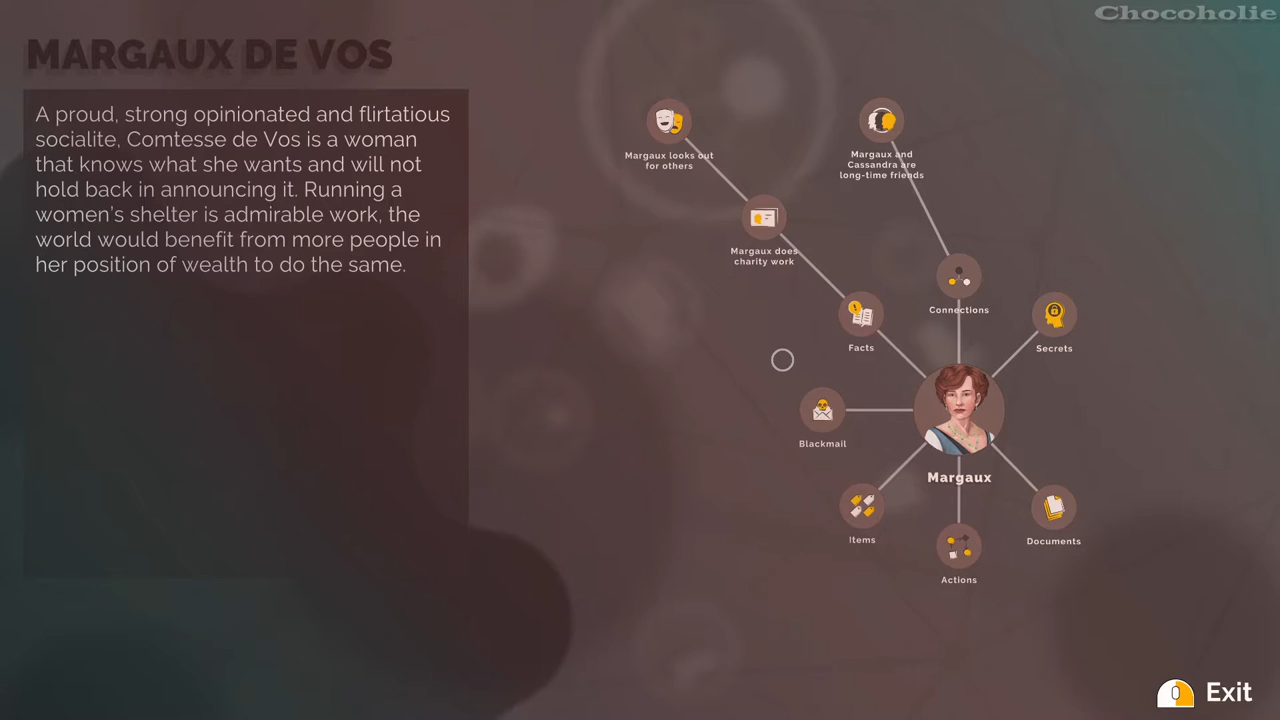 Chocoholie
MARGAUX DE VOS
A proud, strong opinionated and flirtatious
socialite, Comtesse de Vos is a woman
that knows what she wants and will not
hold back in announcing it. Running a
women's shelter is admirable work, the
world would benefit from more people in
her position of wealth to do the same.
Margaux looks out
for others
Margaux and
Cassandra are
long-time friends
Margaux does
charity work
Connections
Facts
Secrets
Blackmail
Margaux
Items
Documents
Actions
Exit